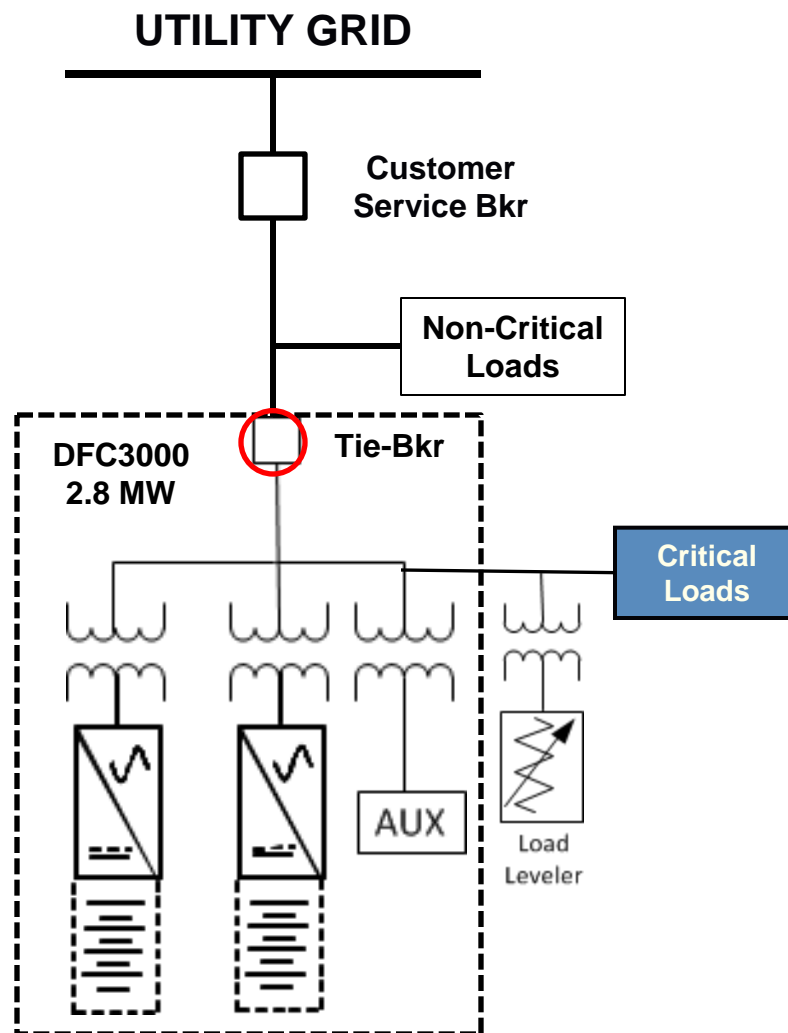 UTILITY GRID
Customer
Service Bkr
Non-Critical
Loads
DFC3000
2.8 MW
Tie-Bkr
Critical
Loads
AUX
Load
Leveler